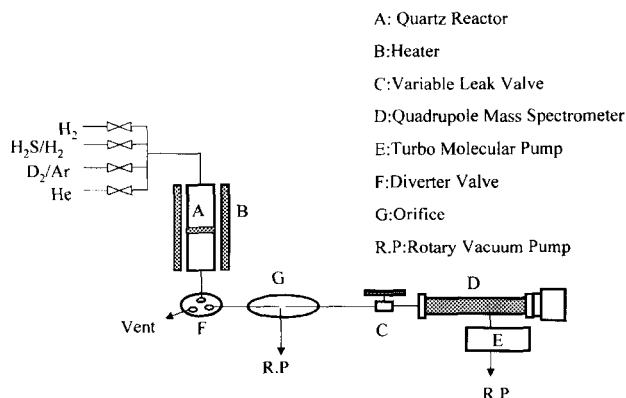 A: Quartz Reactor
B:Heater
C:Variable Leak Valve
D:Quadrupole Mass Spectrometer
E:Turbo Molecular Pump
F:Diverter Valve
G:Orifice
R.P:Rotary Vacuum Pump
H₂
H₂S/H₂
D₂/Ar
He
A
B
G
D
Vent
F
C
E
R.P
R.P